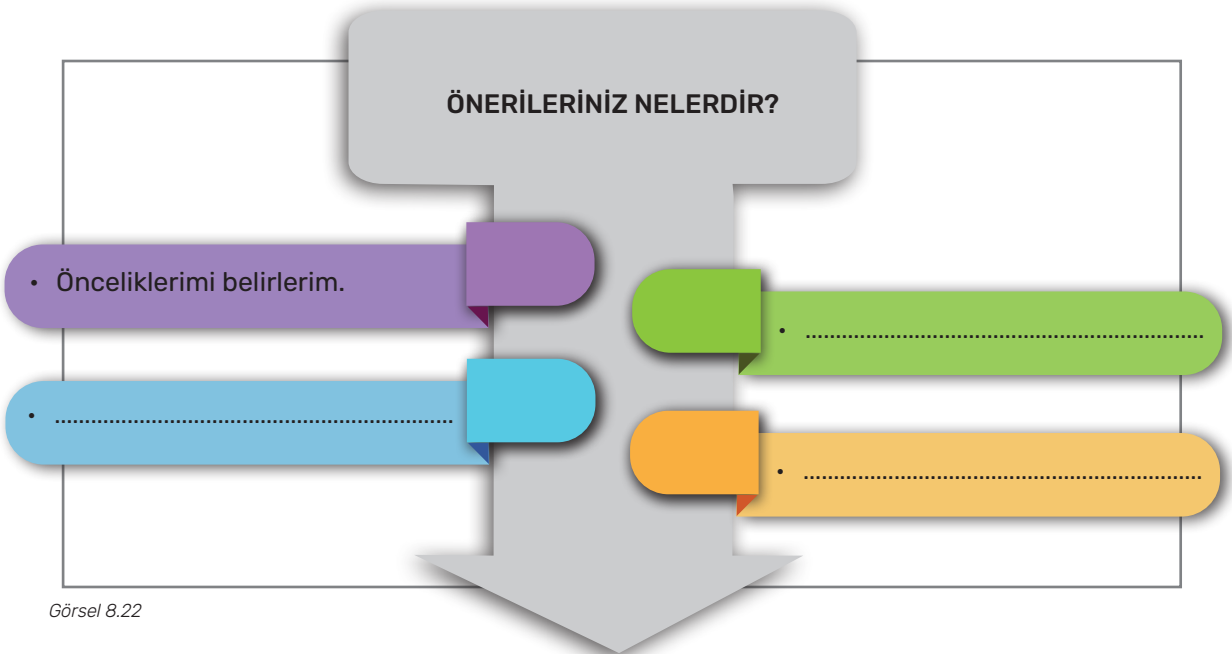 ÖNERİLERİNİZ NELERDİR?
• Önceliklerimi belirlerim.
• ....................................................................
• ....................................................................
• ....................................................................
Görsel 8.22